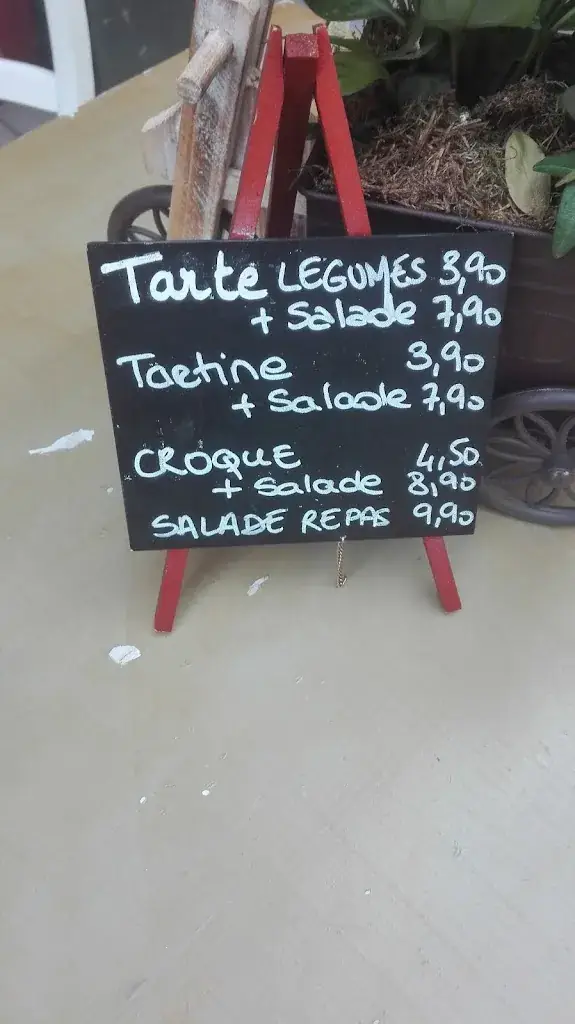 Tarte LEGUMES 3,90
+ Salade 7,90
Tartine 3,90
+ Salade 7,90
CROQUE 4,50
+ Salade 8,90
SALADE REPAS 9,90